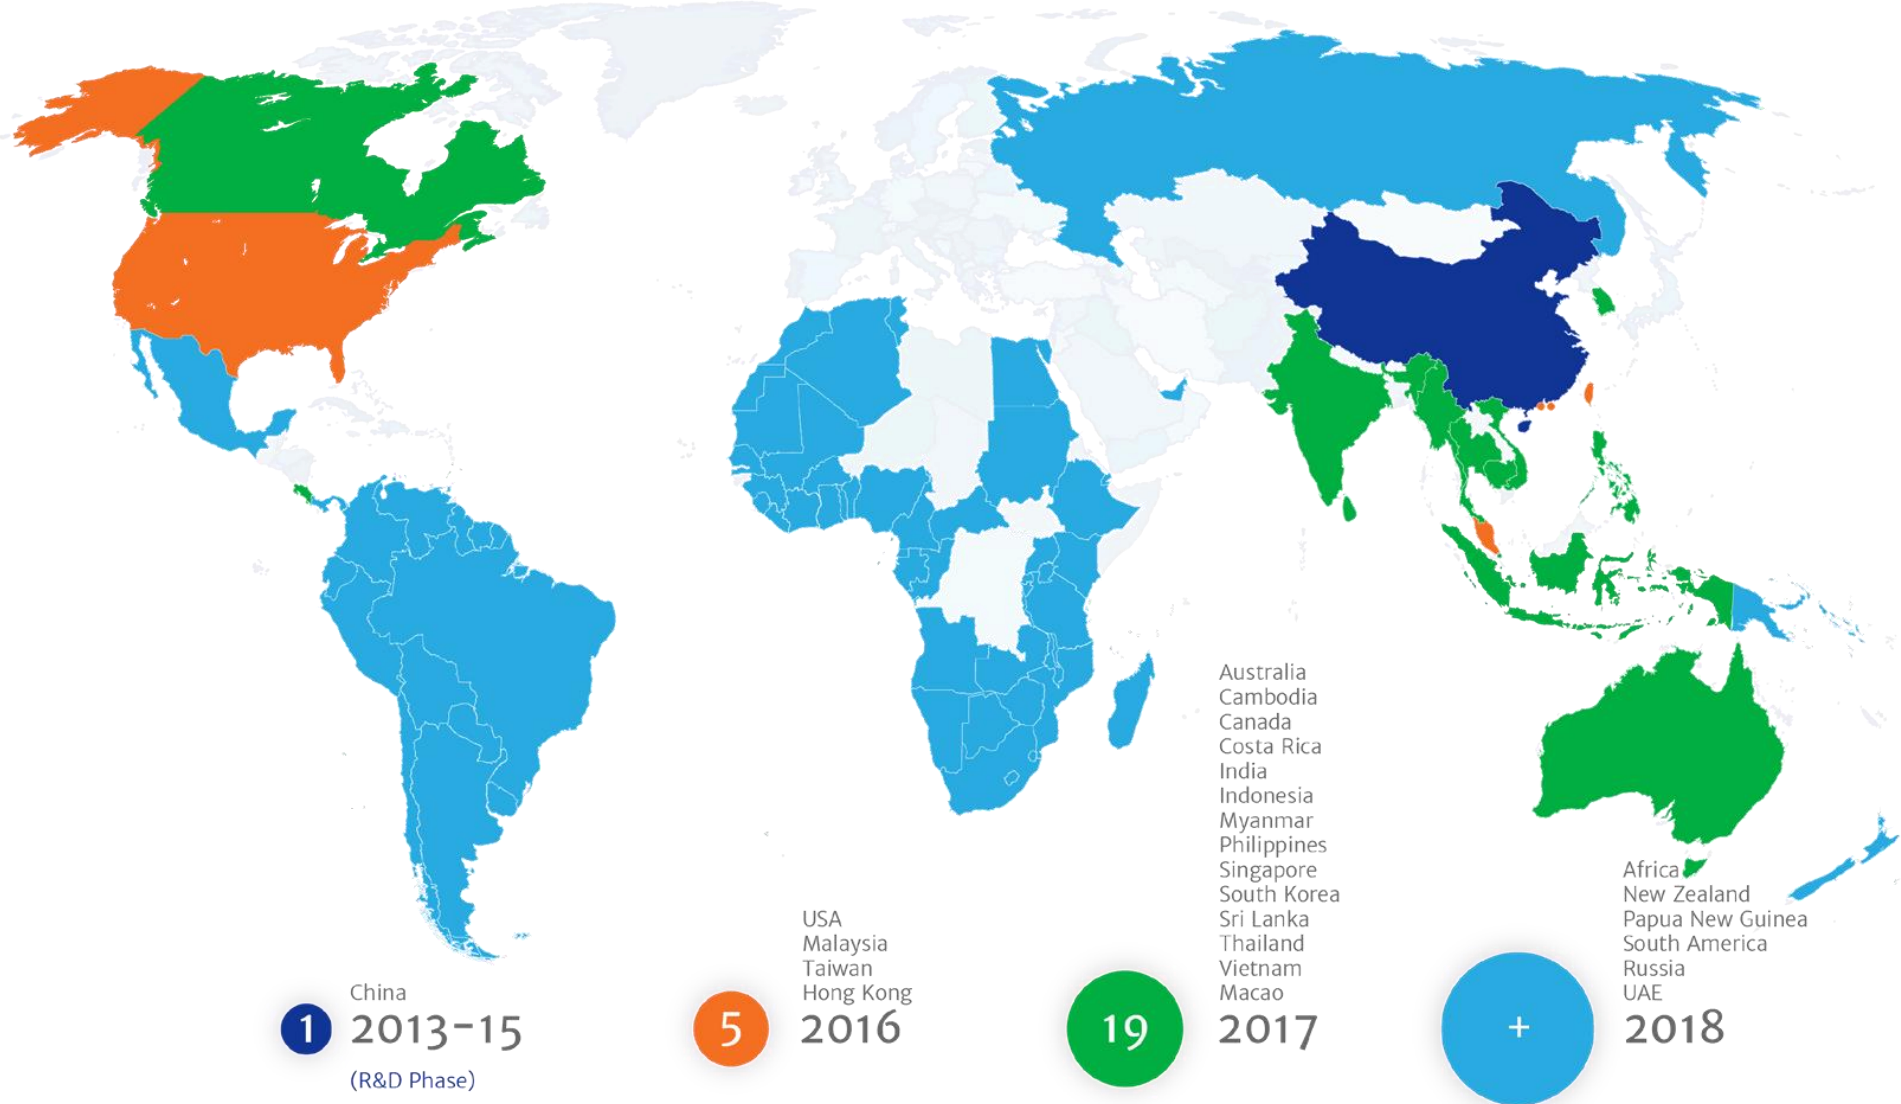 China
1
2013-15
(R&D Phase)
USA
Malaysia
Taiwan
Hong Kong
5
2016
Australia
Cambodia
Canada
Costa Rica
India
Indonesia
Myanmar
Philippines
Singapore
South Korea
Sri Lanka
Thailand
Vietnam
Macao
19
2017
Africa
New Zealand
Papua New Guinea
South America
Russia
UAE
+
2018